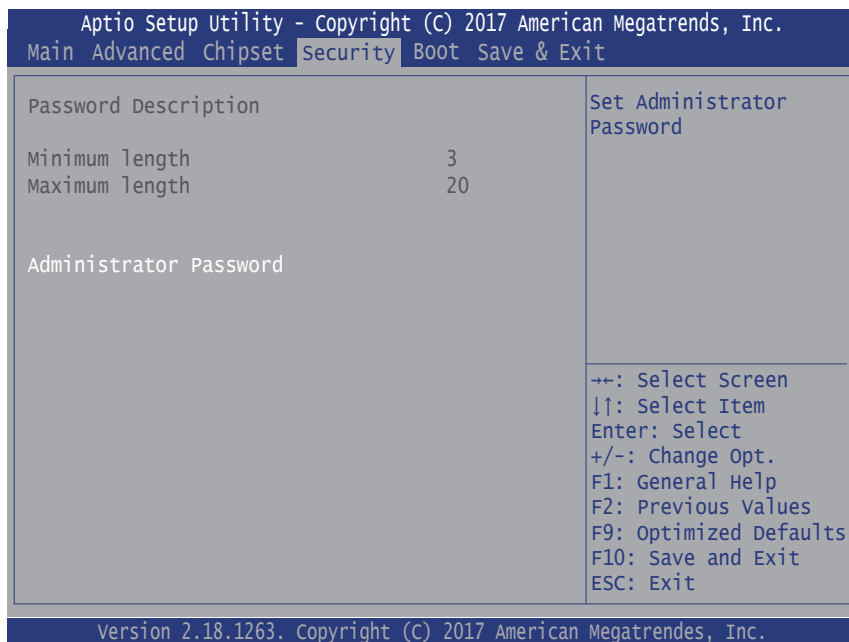 Aptio Setup Utility - Copyright (C) 2017 American Megatrends, Inc.
Main Advanced Chipset Security Boot Save & Exit
Password Description
Minimum length 3
Maximum length 20
Administrator Password
Set Administrator
Password
→←: Select Screen
↓↑: Select Item
Enter: Select
+/-: Change Opt.
F1: General Help
F2: Previous Values
F9: Optimized Defaults
F10: Save and Exit
ESC: Exit
Version 2.18.1263. Copyright (C) 2017 American Megatrendes, Inc.